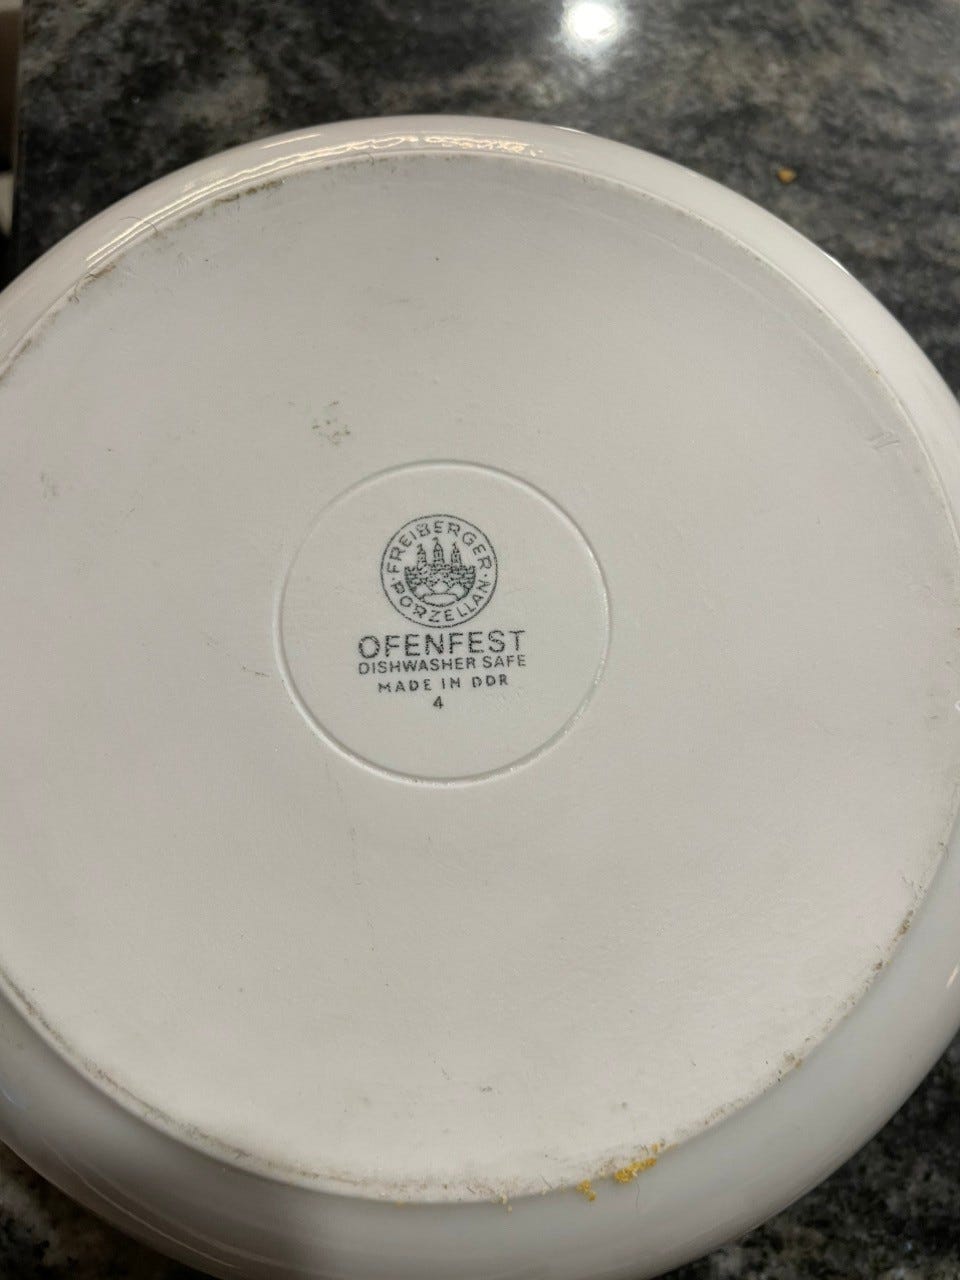 FREIBERGER
· PORZELLAN ·
OFENFEST
DISHWASHER SAFE
MADE IN DDR
4